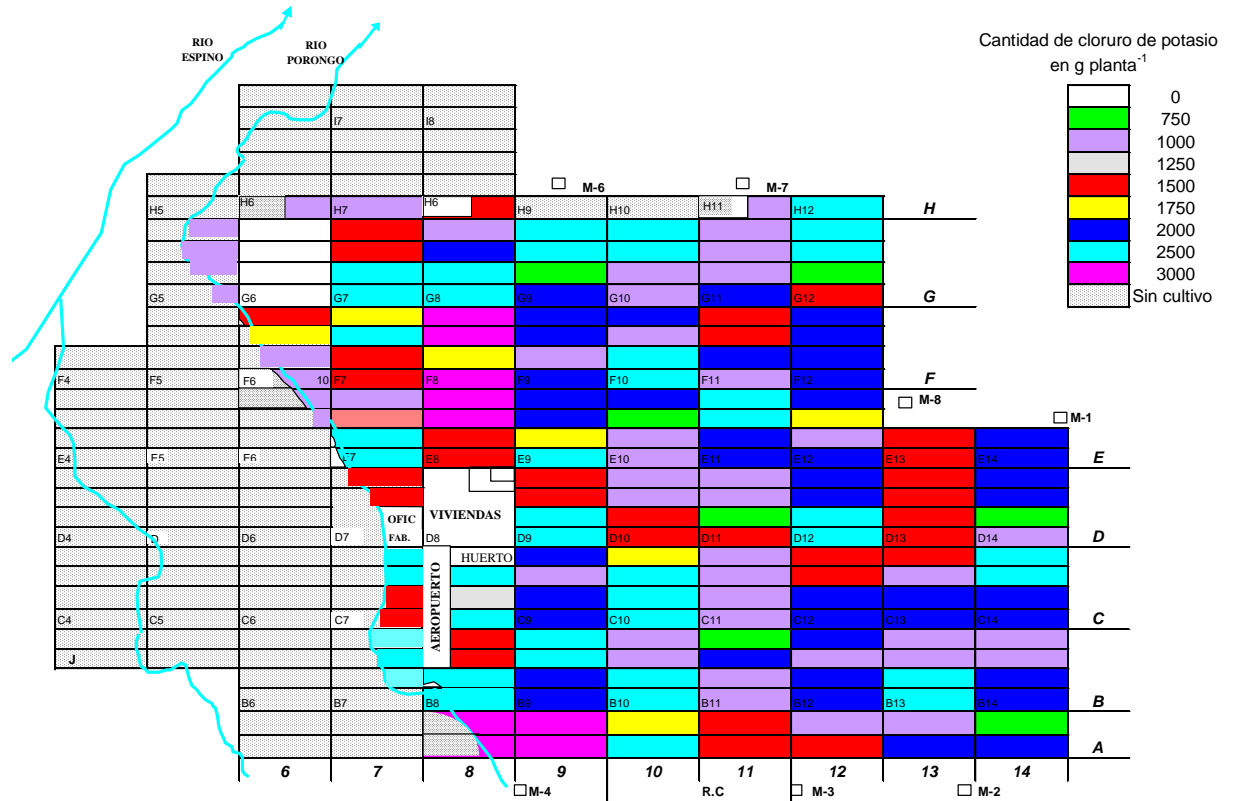 RIO
ESPINO
RIO
PORONGO
Cantidad de cloruro de potasio
en g planta-1
0
750
1000
1250
1500
1750
2000
2500
3000
Sin cultivo
I7 I8
M-6 M-7
H5 H6 H7 H6 H9 H10 H11 H12 H
G5 G6 G7 G8 G9 G10 G11 G12 G
F4 F5 F6 10 F7 F8 F9 F10 F11 F12 F
M-8
M-1
E4 E5 E6 E7 E8 E9 E10 E11 E12 E13 E14 E
OFIC
FAB.
VIVIENDAS
D4 D D6 D7 D8 D9 D10 D11 D12 D13 D14 D
HUERTO
AEROPUERTO
C4 C5 C6 C7 C9 C10 C11 C12 C13 C14 C
J
B6 B7 B8 B9 B10 B11 B12 B13 B14 B
A
6 7 8 9 10 11 12 13 14
M-4 R.C M-3 M-2